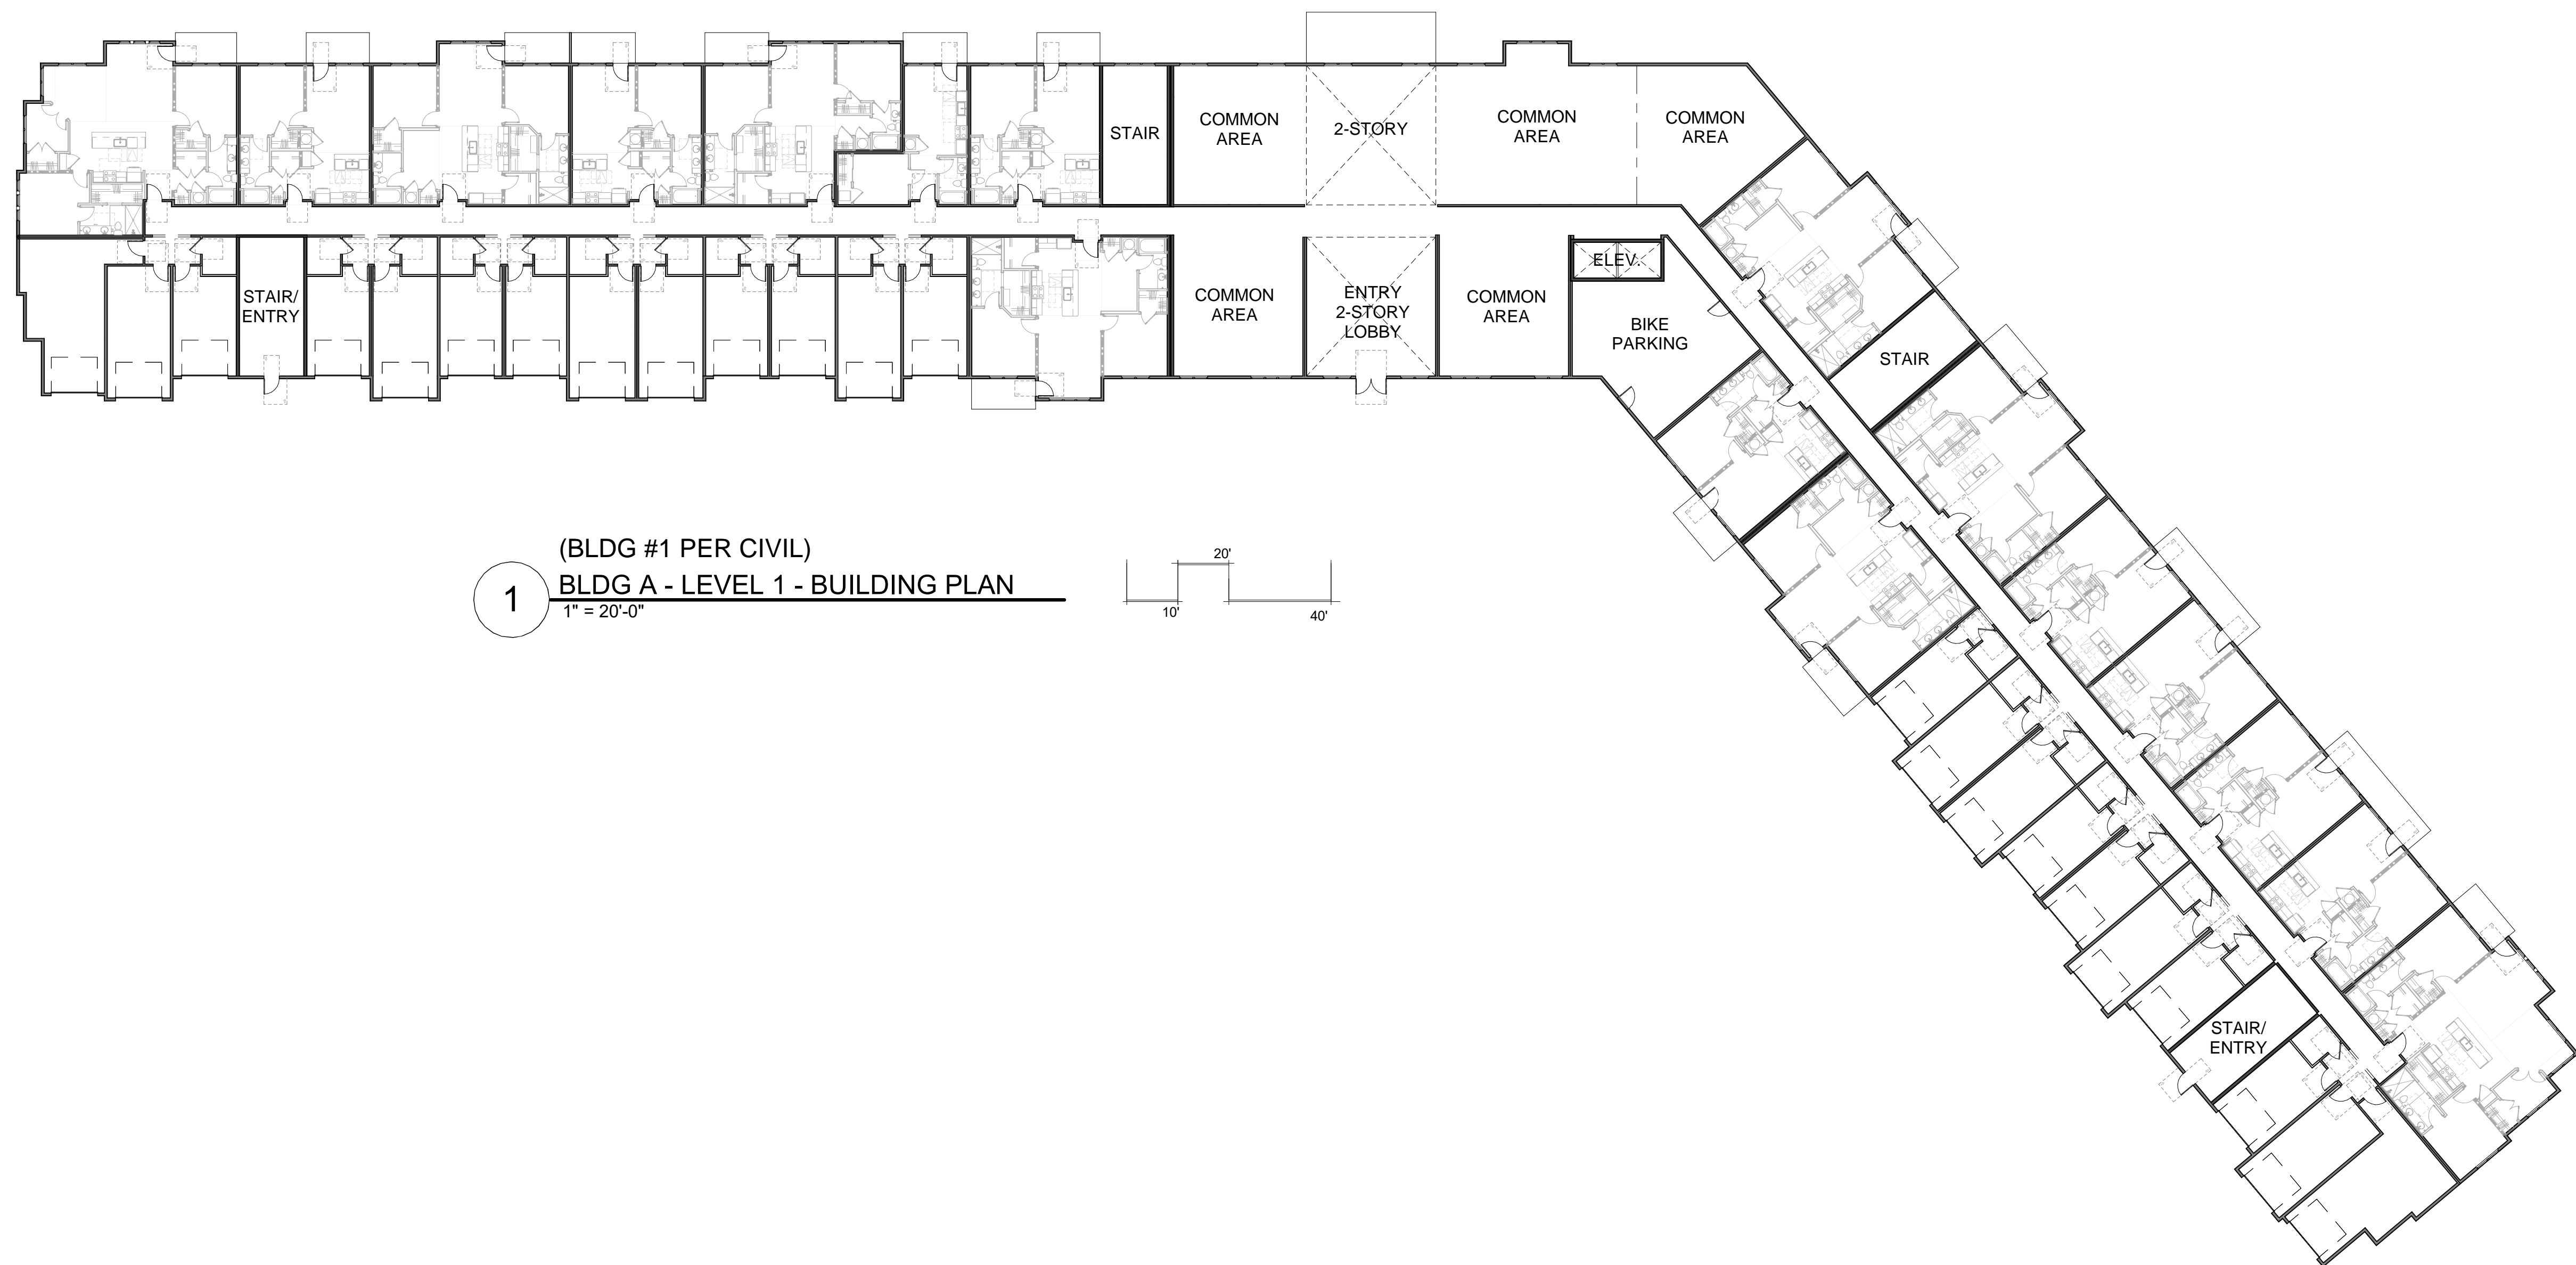 STAIR
COMMON
AREA
2-STORY
COMMON
AREA
COMMON
AREA
STAIR/
ENTRY
COMMON
AREA
ENTRY
2-STORY
LOBBY
COMMON
AREA
ELEV.
BIKE
PARKING
STAIR
(BLDG #1 PER CIVIL)
1
BLDG A - LEVEL 1 - BUILDING PLAN
1" = 20'-0"
20'
10'
40'
STAIR/
ENTRY